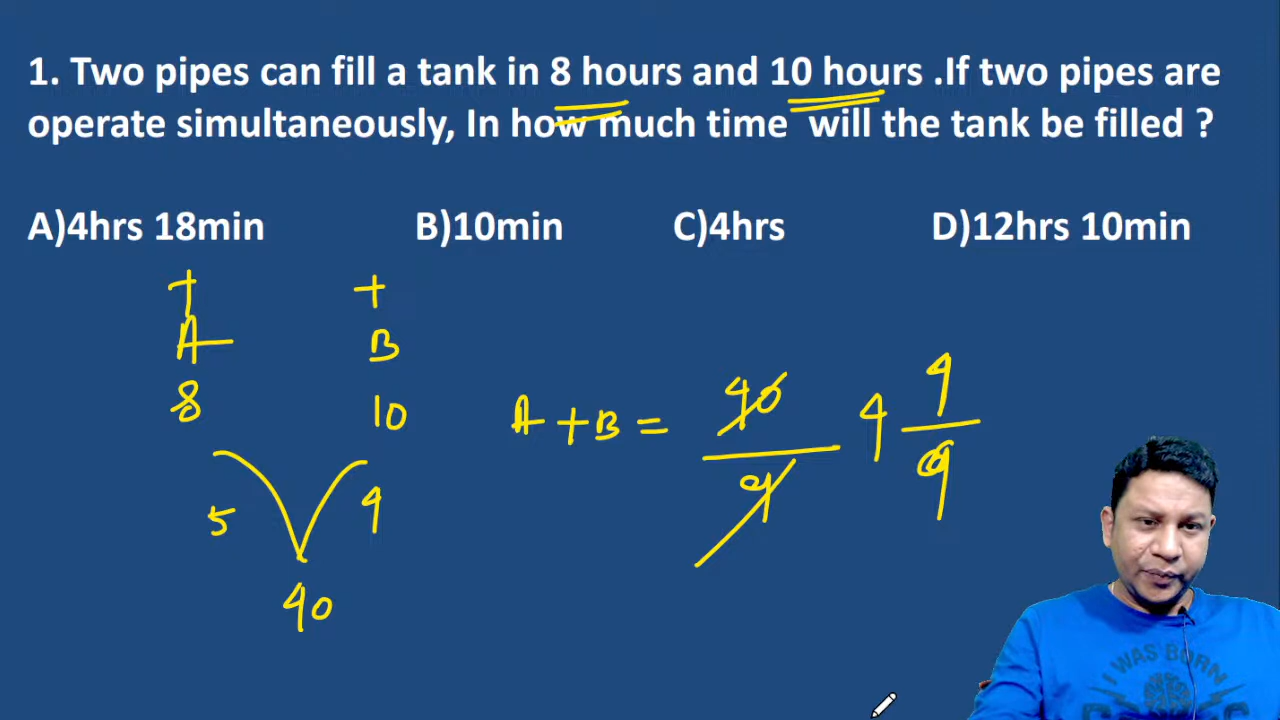 1. Two pipes can fill a tank in 8 hours and 10 hours .If two pipes are
operate simultaneously, In how much time will the tank be filled ?
A)4hrs 18min B)10min C)4hrs D)12hrs 10min
+ +
A B
8 10
A + B = 40/9 4 4/9
5 4
40
I WAS BORN